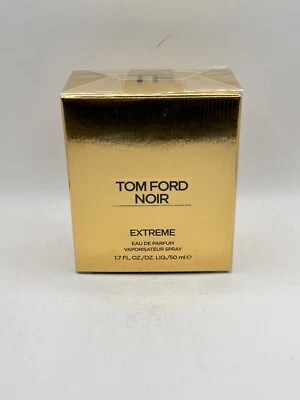 TOM FORD
NOIR
EXTREME
EAU DE PARFUM
VAPORISATEUR SPRAY
1.7 FL. OZ./OZ. LIQ./50 ml ℮